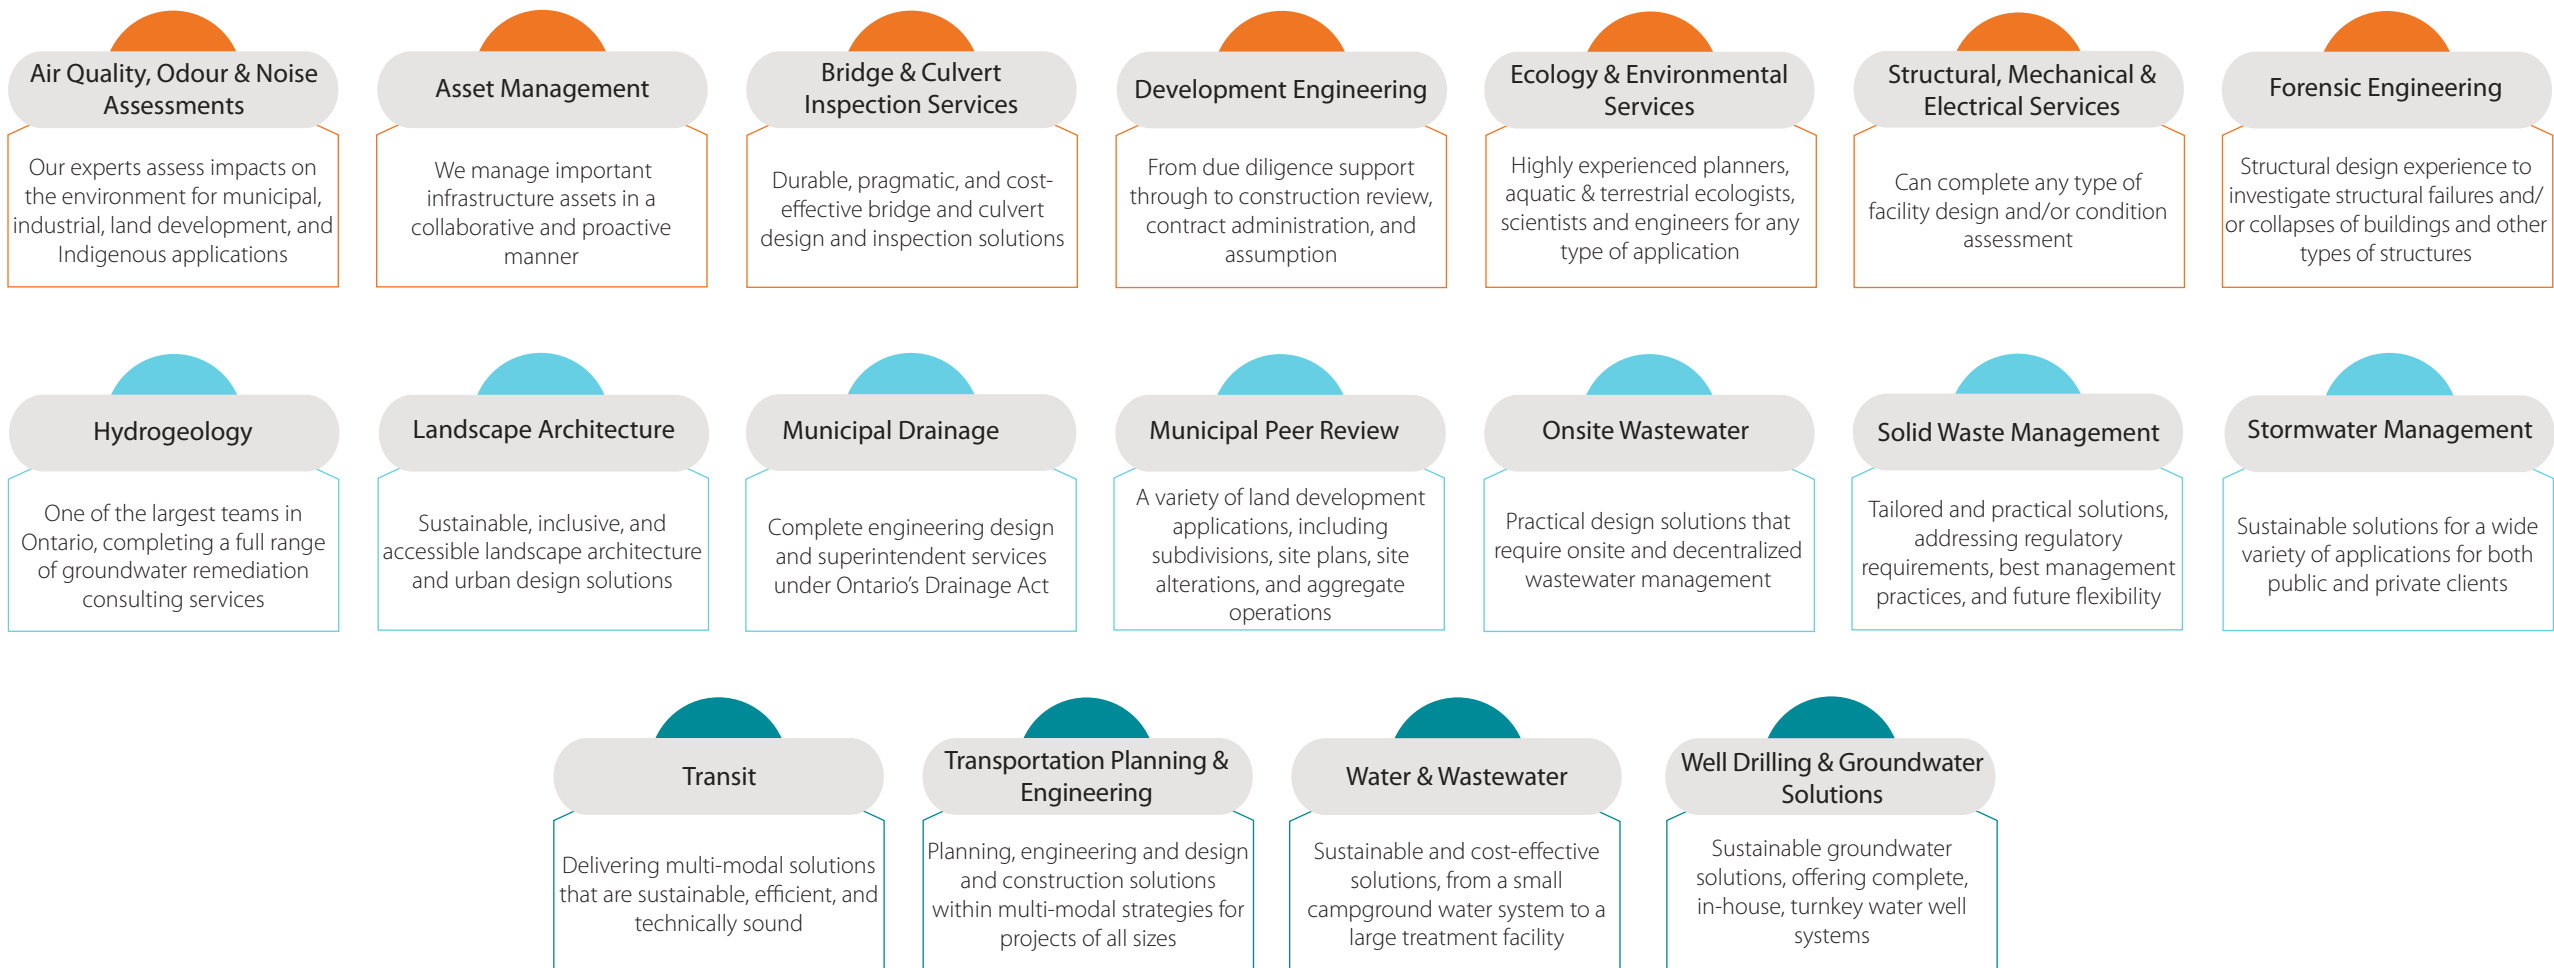 Air Quality, Odour & Noise
Assessments
Our experts assess impacts on
the environment for municipal,
industrial, land development, and
Indigenous applications
Asset Management
We manage important
infrastructure assets in a
collaborative and proactive
manner
Bridge & Culvert
Inspection Services
Durable, pragmatic, and cost-
effective bridge and culvert
design and inspection solutions
Development Engineering
From due diligence support
through to construction review,
contract administration, and
assumption
Ecology & Environmental
Services
Highly experienced planners,
aquatic & terrestrial ecologists,
scientists and engineers for any
type of application
Structural, Mechanical &
Electrical Services
Can complete any type of
facility design and/or condition
assessment
Forensic Engineering
Structural design experience to
investigate structural failures and/
or collapses of buildings and other
types of structures
Hydrogeology
One of the largest teams in
Ontario, completing a full range
of groundwater remediation
consulting services
Landscape Architecture
Sustainable, inclusive, and
accessible landscape architecture
and urban design solutions
Municipal Drainage
Complete engineering design
and superintendent services
under Ontario's Drainage Act
Municipal Peer Review
A variety of land development
applications, including
subdivisions, site plans, site
alterations, and aggregate
operations
Onsite Wastewater
Practical design solutions that
require onsite and decentralized
wastewater management
Solid Waste Management
Tailored and practical solutions,
addressing regulatory
requirements, best management
practices, and future flexibility
Stormwater Management
Sustainable solutions for a wide
variety of applications for both
public and private clients
Transit
Delivering multi-modal solutions
that are sustainable, efficient, and
technically sound
Transportation Planning &
Engineering
Planning, engineering and design
and construction solutions
within multi-modal strategies for
projects of all sizes
Water & Wastewater
Sustainable and cost-effective
solutions, from a small
campground water system to a
large treatment facility
Well Drilling & Groundwater
Solutions
Sustainable groundwater
solutions, offering complete,
in-house, turnkey water well
systems